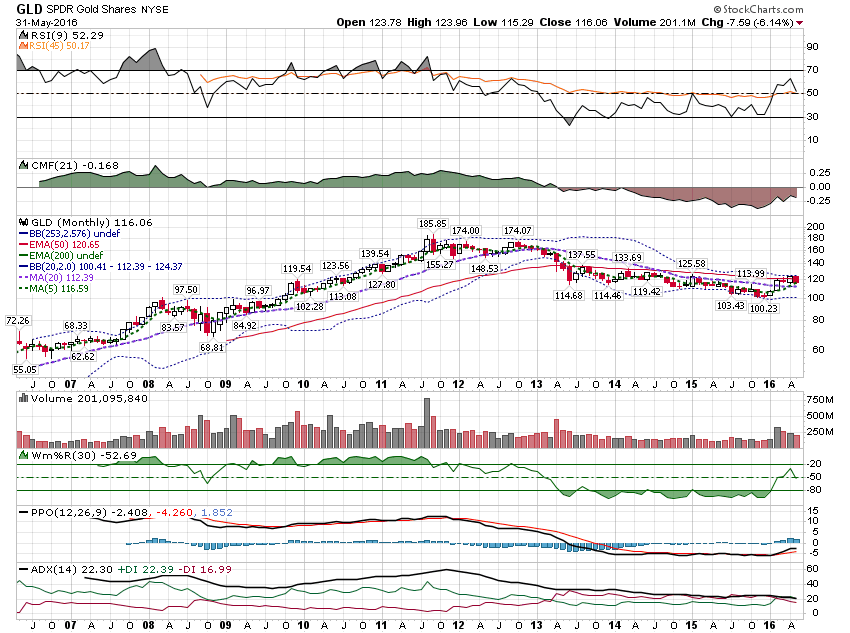 GLD SPDR Gold Shares NYSE
© StockCharts.com
31-May-2016
Open 123.78 High 123.96 Low 115.29 Close 116.06 Volume 201.1M Chg -7.59 (-6.14%)
RSI(9) 52.29
RSI(45) 50.17
90
70
50
30
10
CMF(21) -0.168
0.25
0.00
-0.25
GLD (Monthly) 116.06
BB(253,2.576) undef
EMA(50) 120.65
EMA(200) undef
BB(20,2.0) 100.41 - 112.39 - 124.37
MA(20) 112.39
MA(5) 116.59
200
180
160
140
120
100
80
60
72.26
55.05
68.33
62.62
97.50
83.57
68.81
96.97
84.92
119.54
102.28
123.56
113.08
139.54
127.80
185.85
155.27
174.00
148.53
174.07
137.55
114.68
133.69
114.46
119.42
125.58
103.43
113.99
100.23
J O 07 A J O 08 A J O 09 A J O 10 A J O 11 A J O 12 A J O 13 A J O 14 A J O 15 A J O 16 A
Volume 201,095,840
750M
500M
250M
Wm%R(30) -52.69
-20
-50
-80
PPO(12,26,9) -2.408, -4.260, 1.852
15
10
5
0
-5
ADX(14) 22.30 +DI 22.39 -DI 16.99
60
40
20
0
J O 07 A J O 08 A J O 09 A J O 10 A J O 11 A J O 12 A J O 13 A J O 14 A J O 15 A J O 16 A